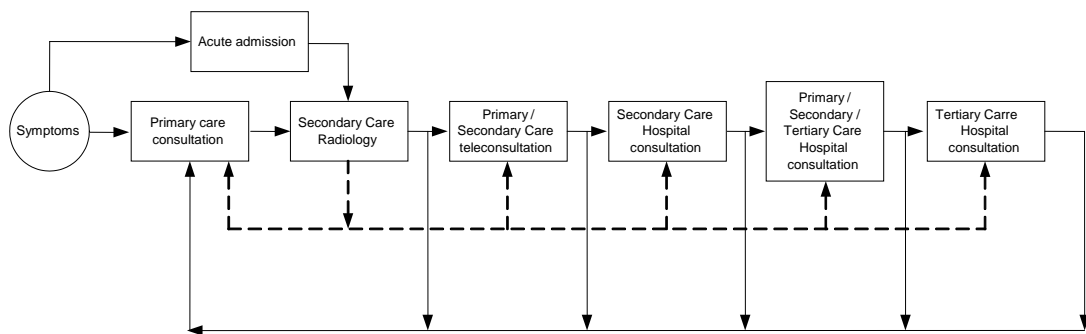 Acute admission
Symptoms
Primary care
consultation
Secondary Care
Radiology
Primary /
Secondary Care
teleconsultation
Secondary Care
Hospital
consultation
Primary /
Secondary /
Tertiary Care
Hospital
consultation
Tertiary Carre
Hospital
consultation